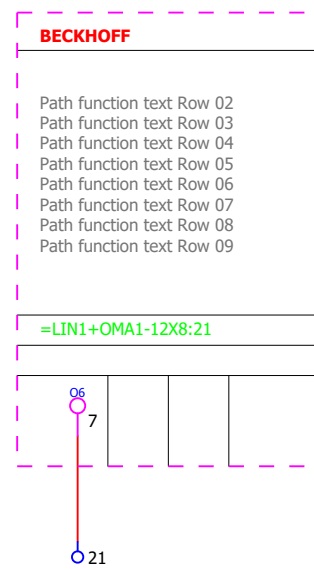 BECKHOFF
Path function text Row 02
Path function text Row 03
Path function text Row 04
Path function text Row 05
Path function text Row 06
Path function text Row 07
Path function text Row 08
Path function text Row 09
=LIN1+OMA1-12X8:21
O6
7
21